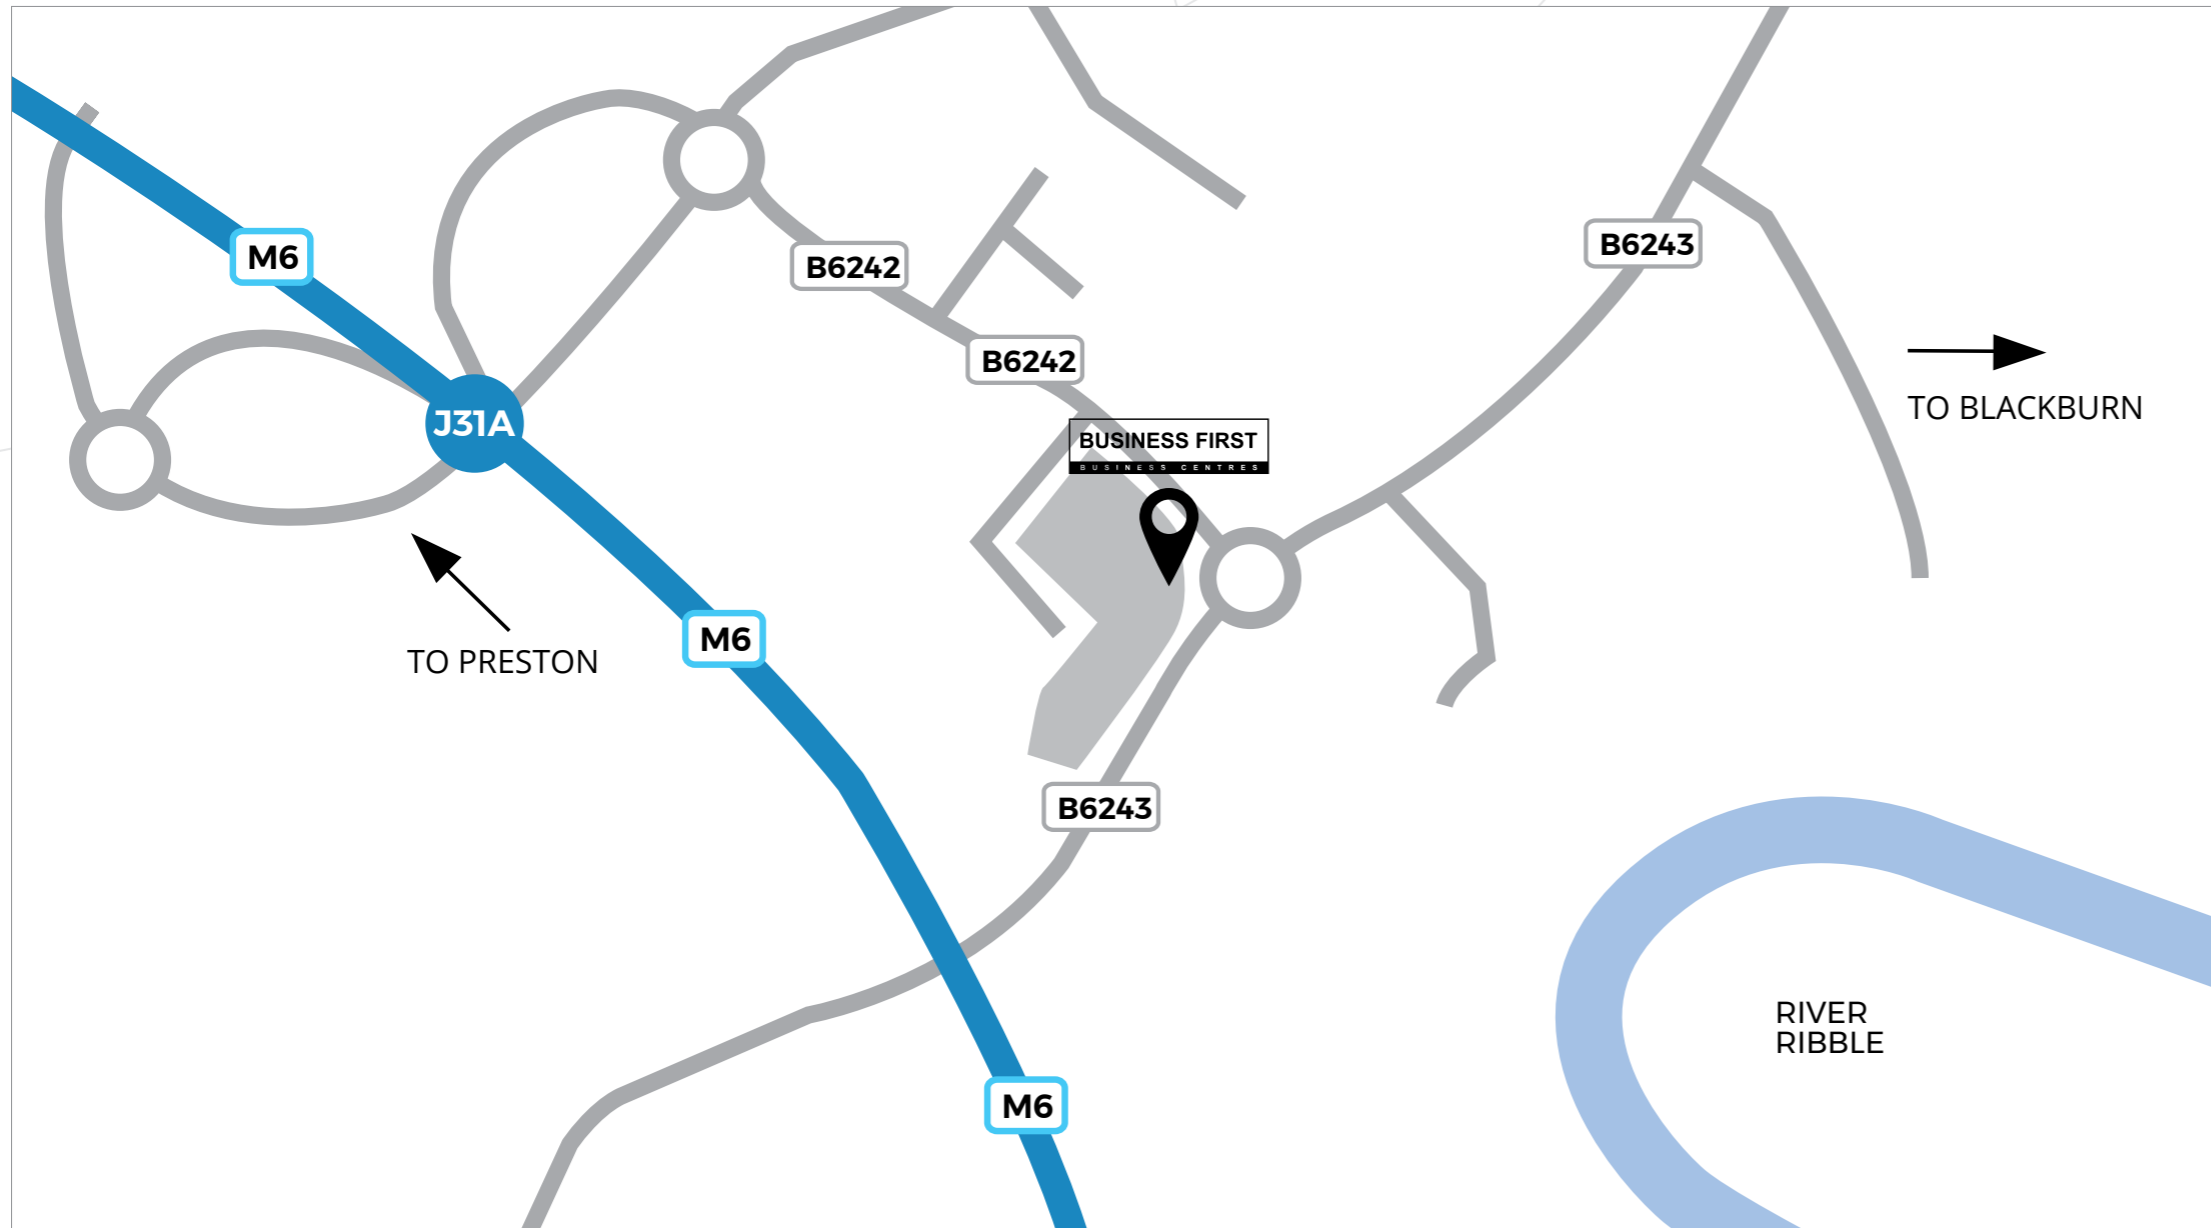 M6
B6242
B6243
B6242
TO BLACKBURN
J31A
BUSINESS FIRST
BUSINESS CENTRES
TO PRESTON
M6
B6243
RIVER
RIBBLE
M6